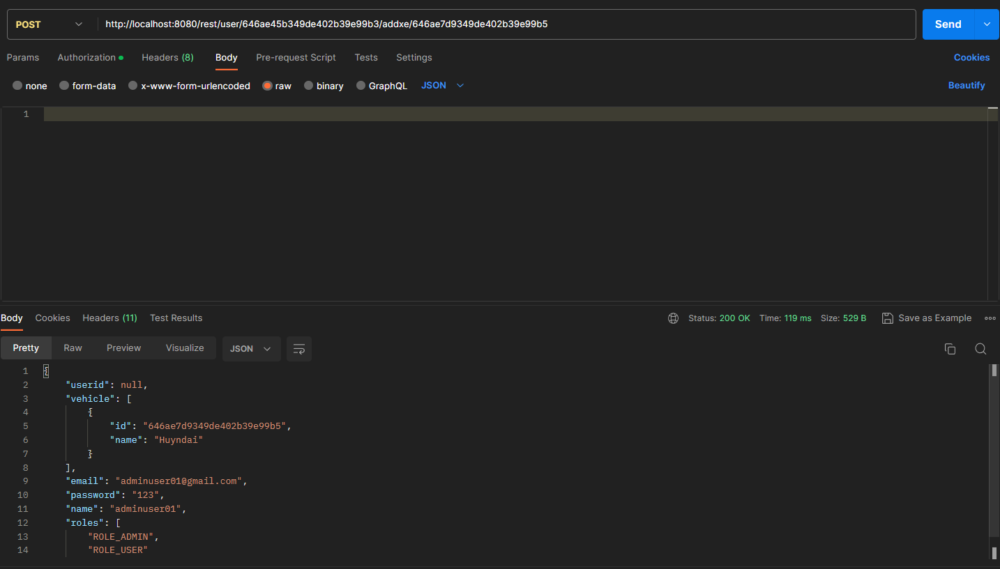 POST http://localhost:8080/rest/user/646ae45b349de402b39e99b3/addxe/646ae7d9349de402b39e99b5 Send
Params Authorization Headers (8) Body Pre-request Script Tests Settings Cookies
none form-data x-www-form-urlencoded raw binary GraphQL JSON Beautify
1
Body Cookies Headers (11) Test Results Status: 200 OK Time: 119 ms Size: 529 B Save as Example
Pretty Raw Preview Visualize JSON
1 {
2 "userid": null,
3 "vehicle": [
4 {
5 "id": "646ae7d9349de402b39e99b5",
6 "name": "Huyndai"
7 }
8 ],
9 "email": "adminuser01@gmail.com",
10 "password": "123",
11 "name": "adminuser01",
12 "roles": [
13 "ROLE_ADMIN",
14 "ROLE_USER"